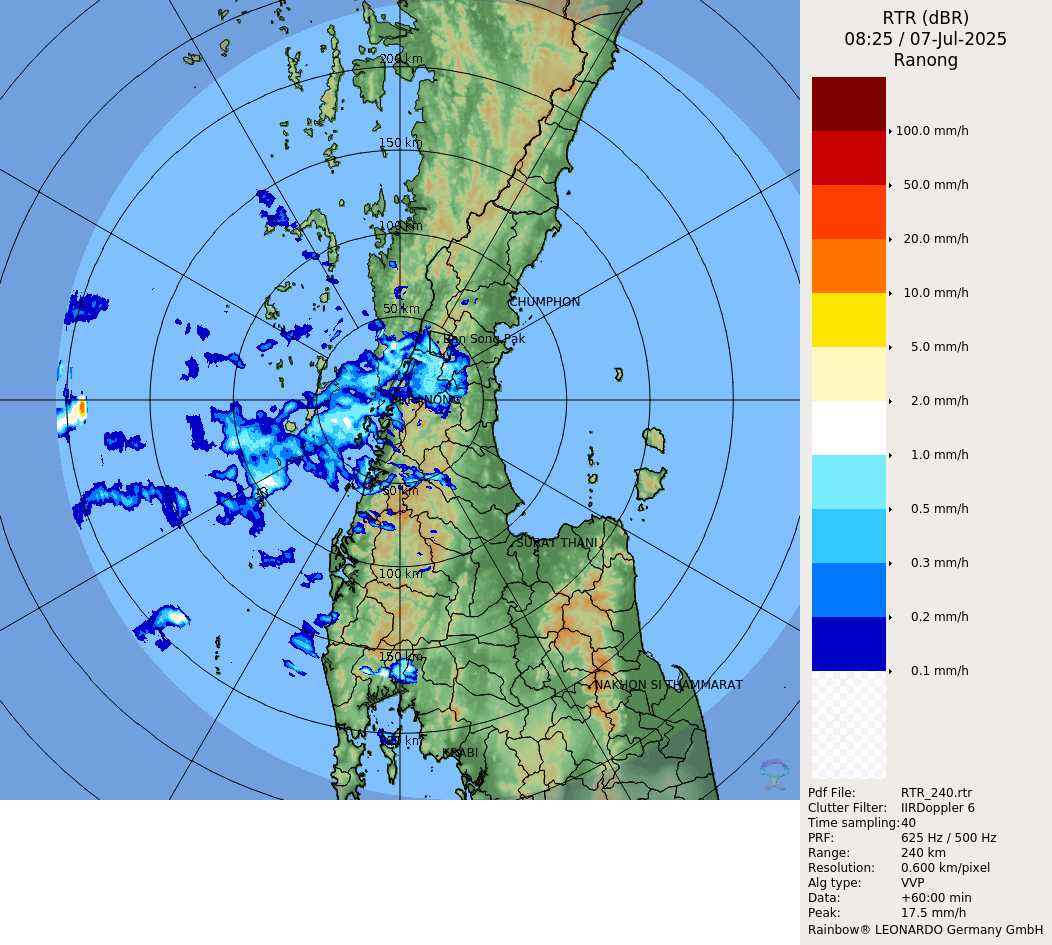 RTR (dBR)
08:25 / 07-Jul-2025
Ranong
200 km
150 km
100 km
50 km
CHUMPHON
Ban Song Pak
RANONG
50 km
SURAT THANI
100 km
150 km
NAKHON SI THAMMARAT
200 km
KRABI
100.0 mm/h
50.0 mm/h
20.0 mm/h
10.0 mm/h
5.0 mm/h
2.0 mm/h
1.0 mm/h
0.5 mm/h
0.3 mm/h
0.2 mm/h
0.1 mm/h
Pdf File: RTR_240.rtr
Clutter Filter: IIRDoppler 6
Time sampling: 40
PRF: 625 Hz / 500 Hz
Range: 240 km
Resolution: 0.600 km/pixel
Alg type: VVP
Data: +60:00 min
Peak: 17.5 mm/h
Rainbow® LEONARDO Germany GmbH